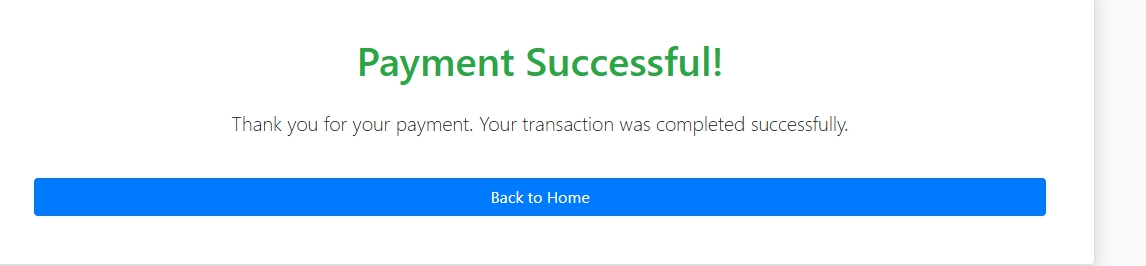 Payment Successful!
Thank you for your payment. Your transaction was completed successfully.
Back to Home